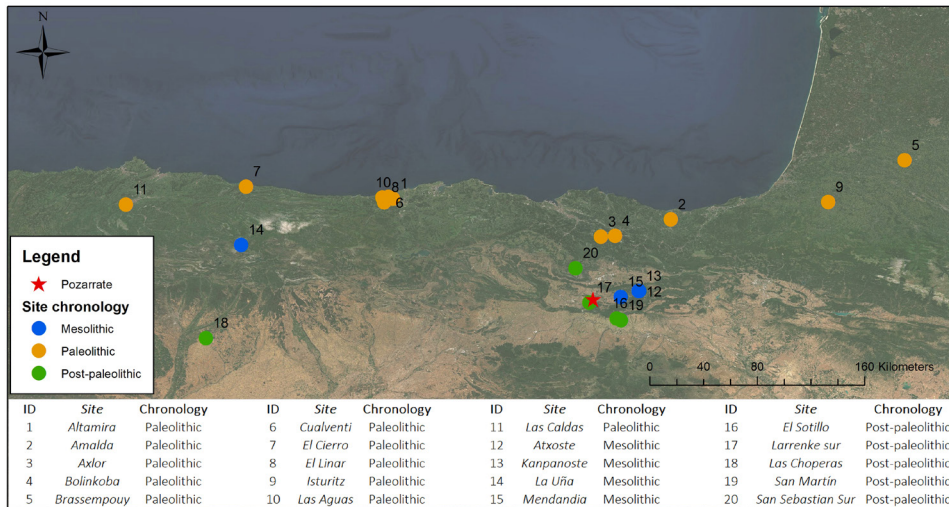 N
5
7
10 8 1
6
11
9
2
3 4
14
20
13
15
12
17
16 19
18
Legend
Pozarrate
Site chronology
Mesolithic
Paleolithic
Post-paleolithic
0 40 80 160 Kilometers
ID Site Chronology ID Site Chronology ID Site Chronology ID Site Chronology
1 Altamira Paleolithic 6 Cualventi Paleolithic 11 Las Caldas Paleolithic 16 El Sotillo Post-paleolithic
2 Amalda Paleolithic 7 El Cierro Paleolithic 12 Atxoste Mesolithic 17 Larrenke sur Post-paleolithic
3 Axlor Paleolithic 8 El Linar Paleolithic 13 Kanpanoste Mesolithic 18 Las Choperas Post-paleolithic
4 Bolinkoba Paleolithic 9 Isturitz Paleolithic 14 La Uña Mesolithic 19 San Martín Post-paleolithic
5 Brassempouy Paleolithic 10 Las Aguas Paleolithic 15 Mendandia Mesolithic 20 San Sebastian Sur Post-paleolithic